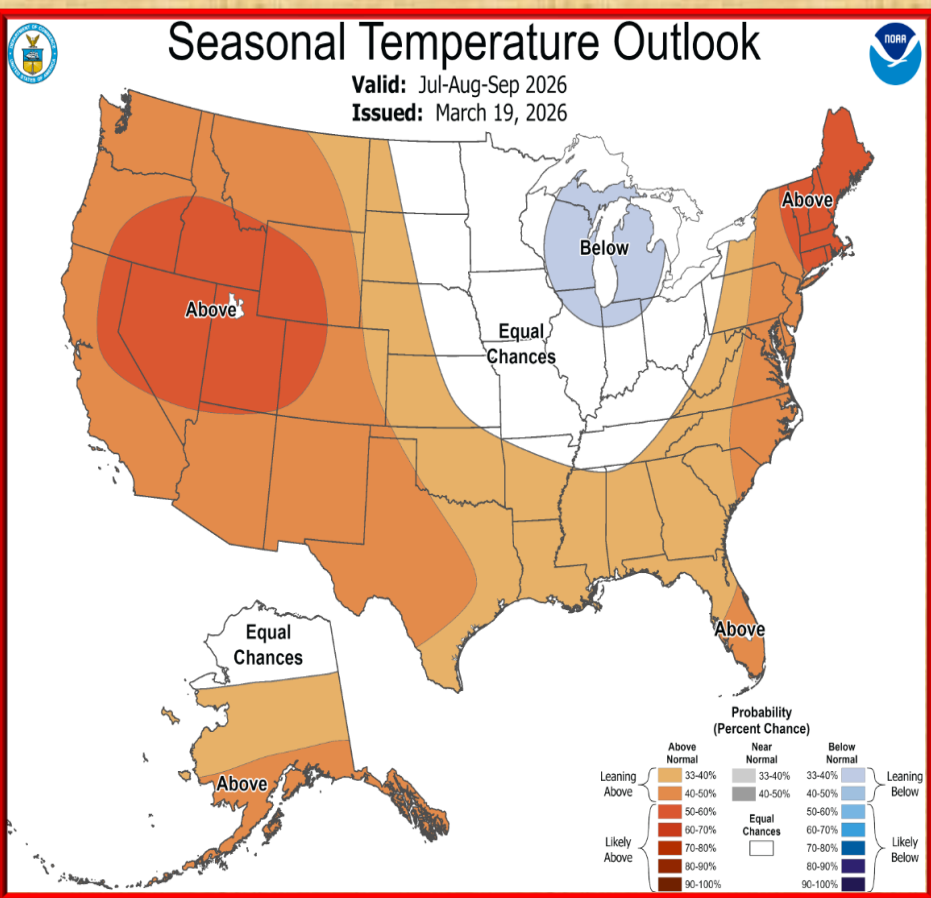 Seasonal Temperature Outlook
Valid: Jul-Aug-Sep 2026
Issued: March 19, 2026
NOAA
Above
Below
Above
Equal
Chances
Above
Equal
Chances
Above
Probability
(Percent Chance)
Above
Normal
Near
Normal
Below
Normal
Leaning
Above
33-40%
40-50%
33-40%
40-50%
33-40%
40-50%
Leaning
Below
Likely
Above
50-60%
60-70%
70-80%
80-90%
90-100%
Equal
Chances
50-60%
60-70%
70-80%
80-90%
90-100%
Likely
Below